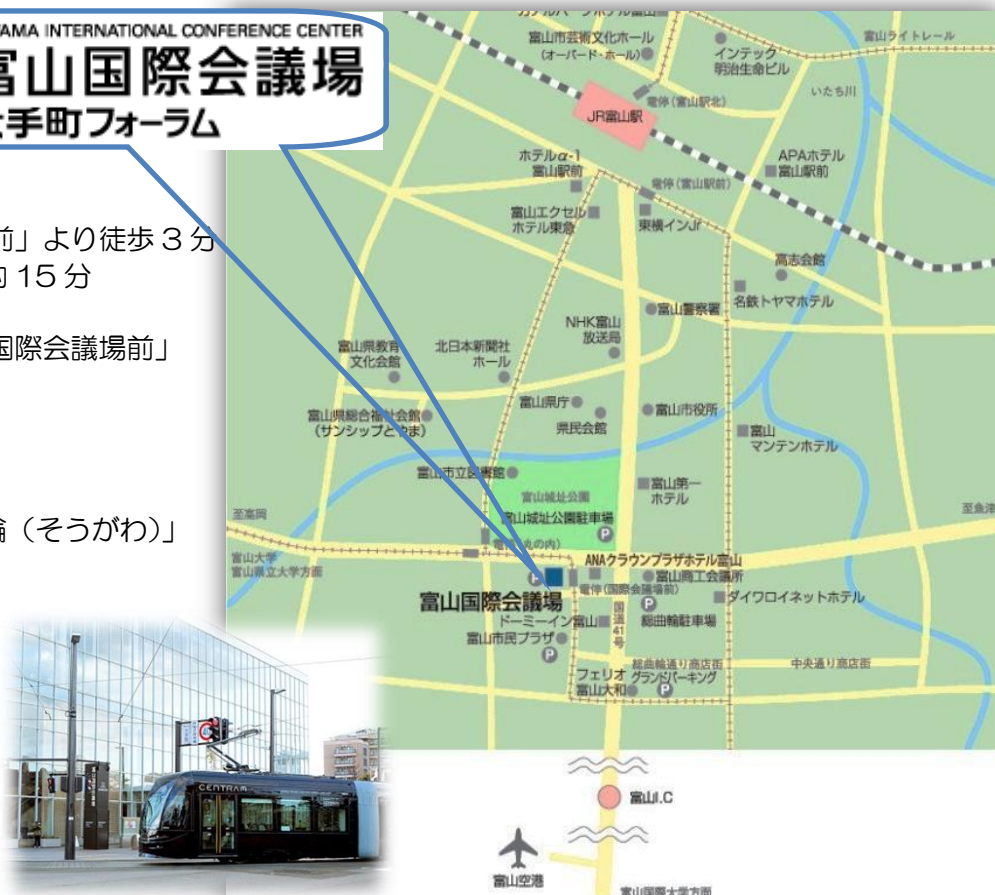 AMA INTERNATIONAL CONFERENCE CENTER
富山国際会議場
手町フォーラム
前」より徒歩3分
約15分
国際会議場前」
(そうがわ)」
富山市芸術文化ホール
(オーバード・ホール)
インテック
明治生命ビル
富山ライトレール
いたち川
電停(富山駅北)
JR富山駅
ホテルα-1
富山駅前
APAホテル
富山駅前
電停(富山駅前)
富山エクセル
ホテル東急
東横インJr
高志会館
名鉄トヤマホテル
富山警察署
NHK富山
放送局
富山県教育
文化会館
北日本新聞社
ホール
富山県庁
県民会館
富山市役所
富山県総合福祉会館
(サンシップとやま)
富山
マンテンホテル
富山市立図書館
富山城址公園
富山第一
ホテル
富山城址公園駐車場
P
至高岡
至魚津
富山大学
富山県立大学方面
電停(丸の内)
ANAクラウンプラザホテル富山
富山商工会議所
P
電停(国際会議場前)
ダイワロイネットホテル
富山国際会議場
P
総曲輪駐車場
ドーミーイン富山
国道41号
富山市民プラザ
P
総曲輪通り商店街
中央通り商店街
フェリオ
富山大和
グランドパーキング
P
富山I.C
富山空港
富山国際大学方面
CENTRAM
富山国際会議場